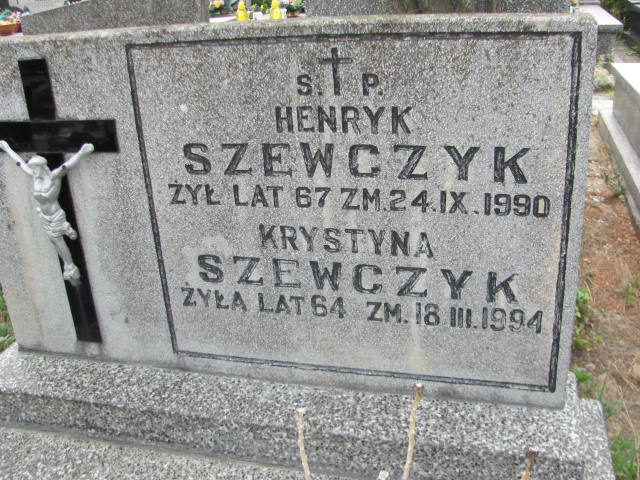 Ś. † P.
HENRYK
SZEWCZYK
ŻYŁ LAT 67 ZM. 24. IX. 1990
KRYSTYNA
SZEWCZYK
ŻYŁA LAT 64 ZM. 18 III. 1994